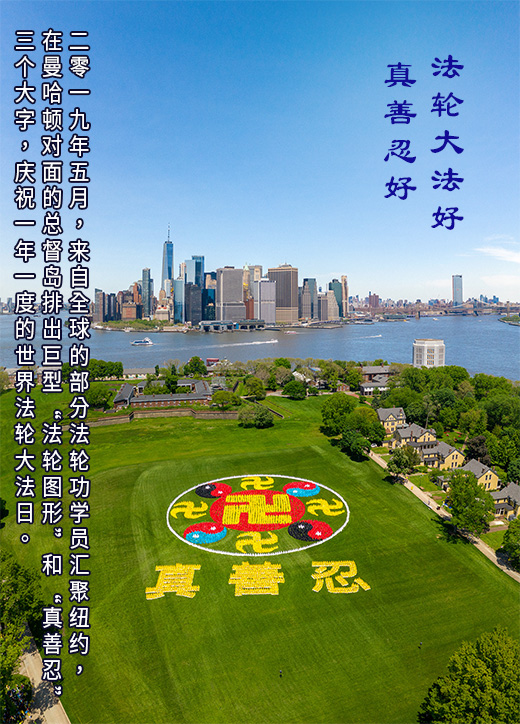 法轮大法好
真善忍好
二零一九年五月，来自全球的部分法轮功学员汇聚纽约，
在曼哈顿对面的总督岛排出巨型“法轮图形”和“真善忍”
三个大字，庆祝一年一度的世界法轮大法日。
卍
真善忍